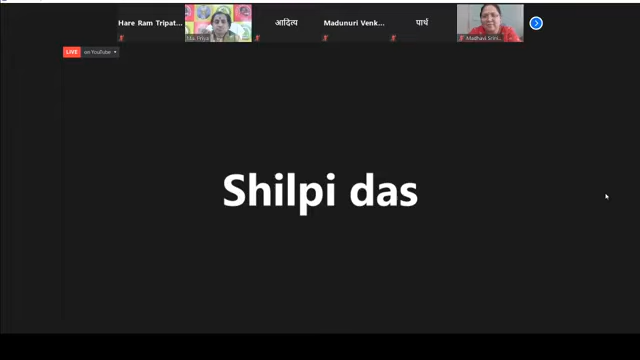 Hare Ram Tripat...
आदित्य
Madunuri Venk...
पार्थ
LIVE on YouTube
Shilpi das